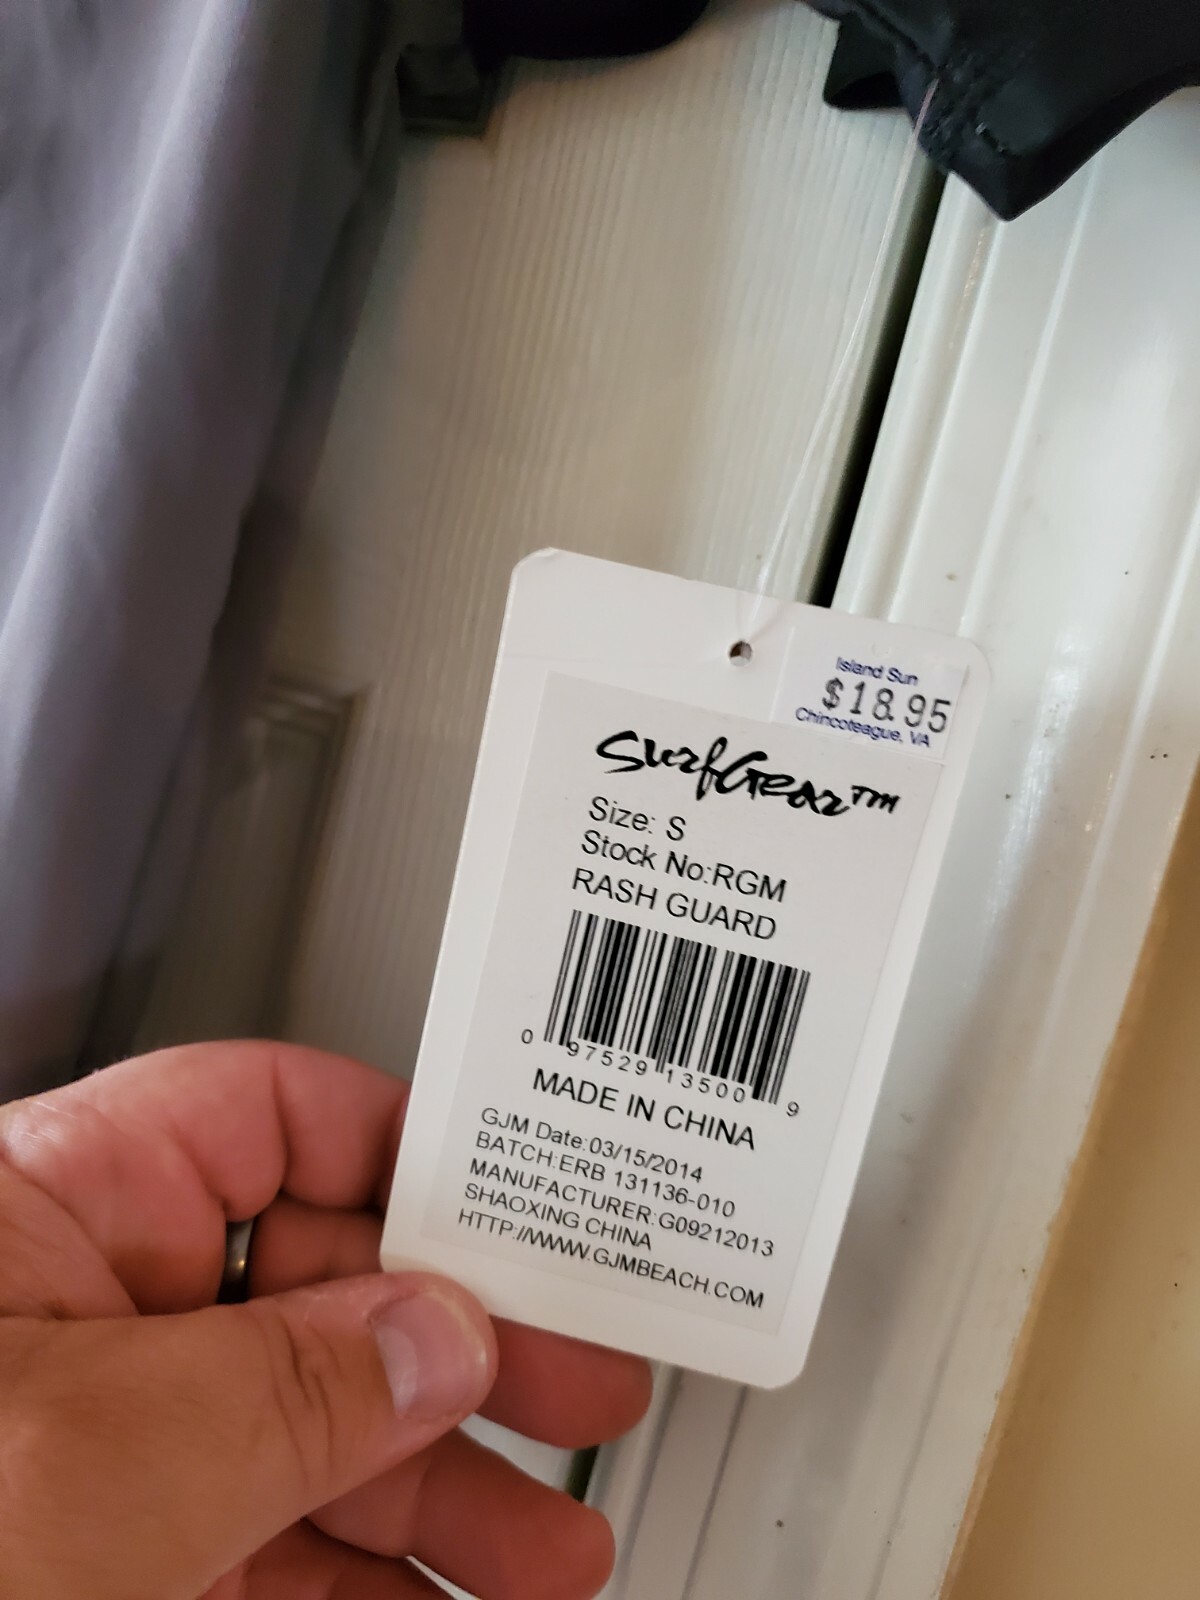 Island Sun
$18.95
Chincoteague, VA
SurfGear™
Size: S
Stock No:RGM
RASH GUARD
0 97529 13500 9
MADE IN CHINA
GJM Date:03/15/2014
BATCH:ERB 131136-010
MANUFACTURER:G09212013
SHAOXING CHINA
HTTP://WWW.GJMBEACH.COM